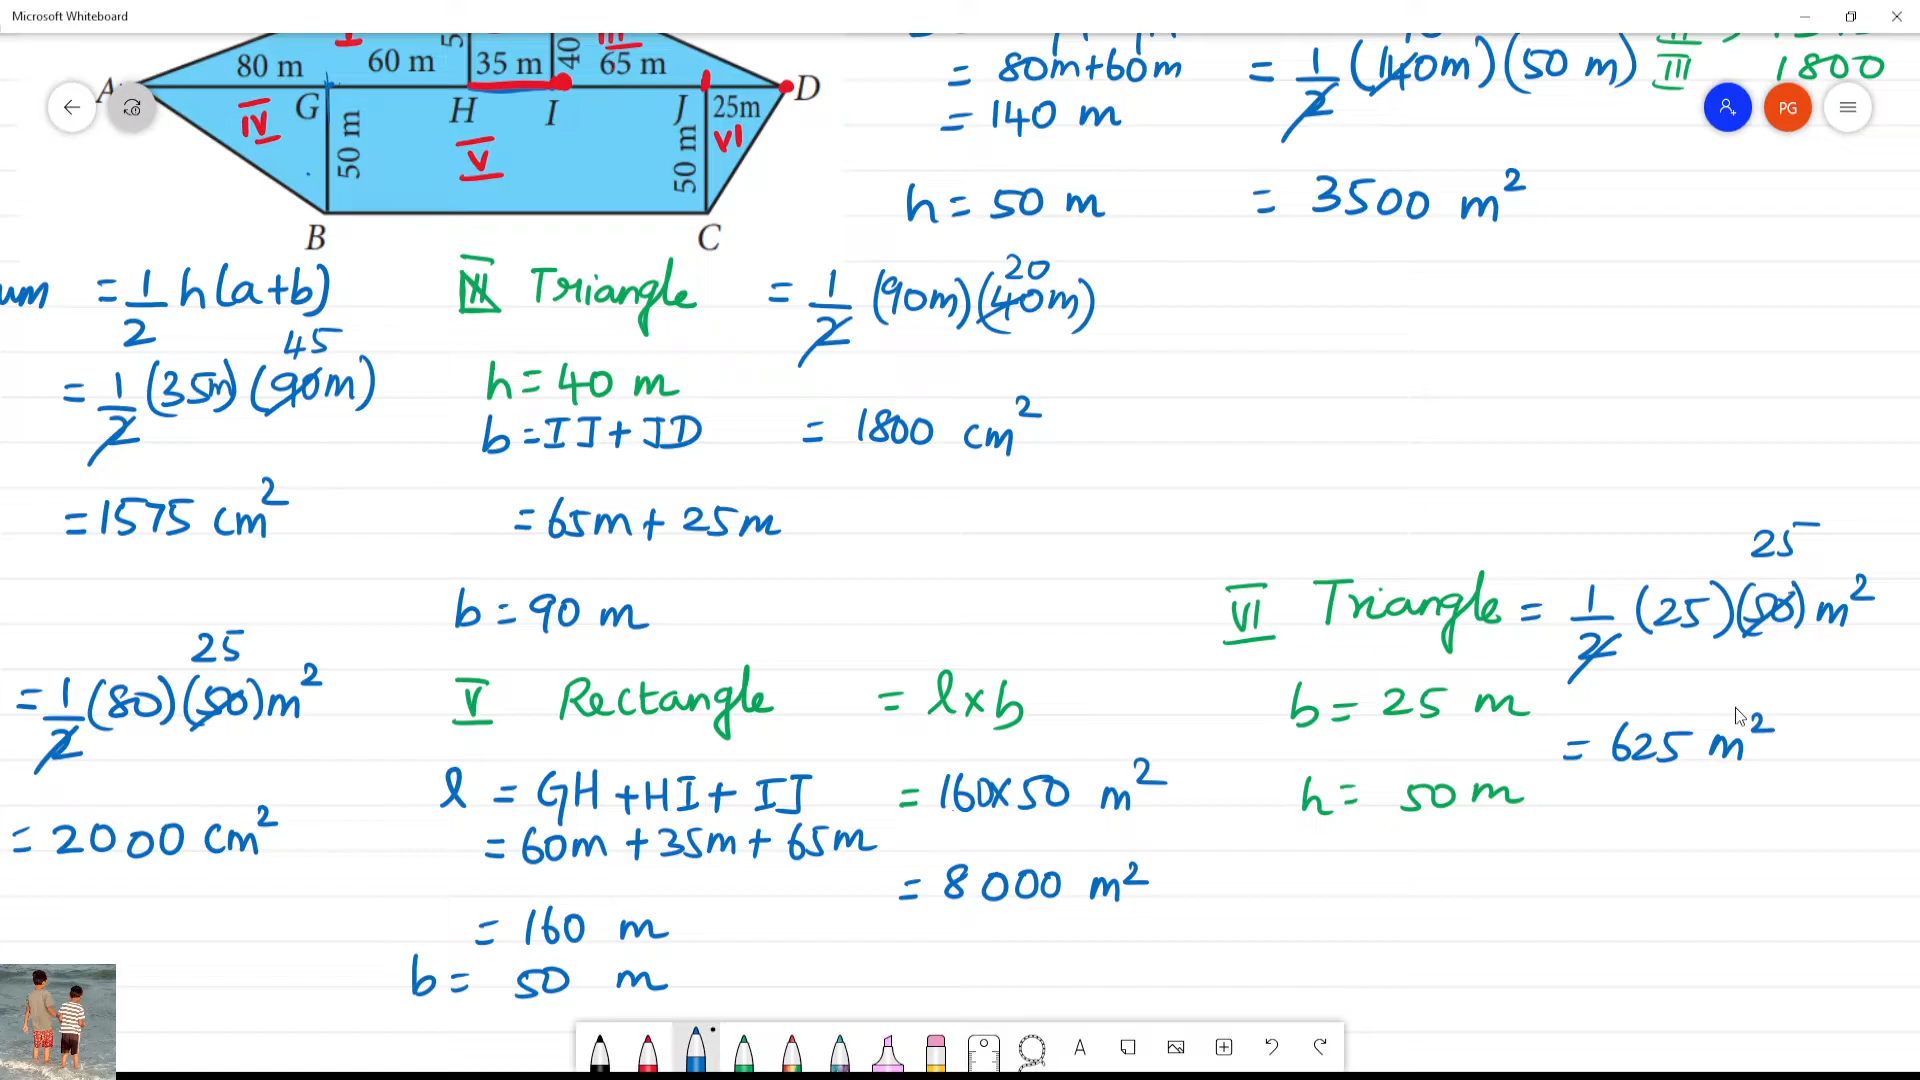 Microsoft Whiteboard
80 m 60 m 35 m 40 65 m
A G H I J 25m D
IV V VI
50 m 50 m
B C
= 80m+60m
= 140 m
h = 50 m
= 1/2 (140m)(50 m)
= 3500 m²
III 1800
PG
um = 1/2 h(a+b)
= 1/2 (35m)(90m) 45
= 1575 cm²
III Triangle = 1/2 (90m)(40m) 20
h = 40 m
b = IJ + JD = 1800 cm²
= 65m + 25m
b = 90 m
= 1/2 (80)(50)m² 25
= 2000 cm²
V Rectangle = l×b
l = GH + HI + IJ = 160×50 m²
= 60m + 35m + 65m
= 8000 m²
= 160 m
b = 50 m
VI Triangle = 1/2 (25)(50)m² 25
b = 25 m
= 625 m²
h = 50 m
A